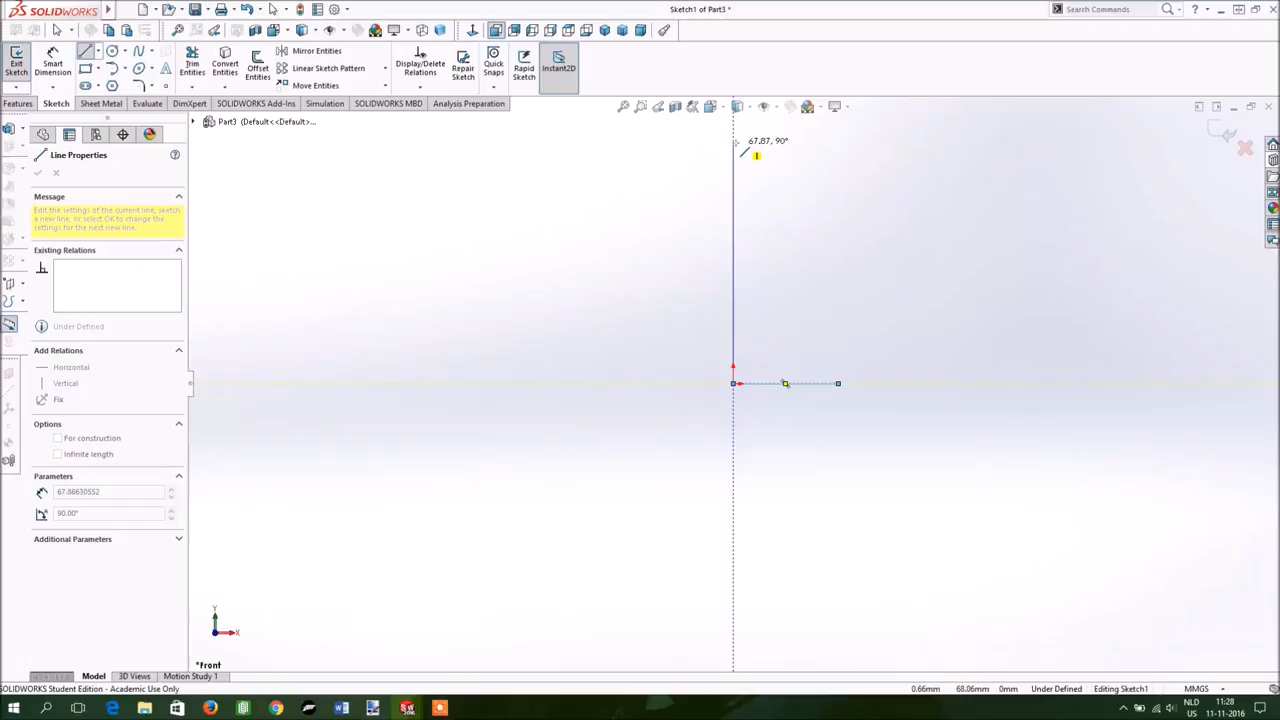 SOLIDWORKS
Sketch1 of Part3 *
Search Commands
Exit Sketch
Smart Dimension
Trim Entities
Convert Entities
Offset Entities
Mirror Entities
Linear Sketch Pattern
Move Entities
Display/Delete Relations
Repair Sketch
Quick Snaps
Rapid Sketch
Instant2D
Features
Sketch
Sheet Metal
Evaluate
DimXpert
SOLIDWORKS Add-Ins
Simulation
SOLIDWORKS MBD
Analysis Preparation
Part3 (Default<<Default>...
67.87, 90°
Line Properties
Message
Edit the settings of the current line, sketch
a new line, or select OK to change the
settings for the next new line.
Existing Relations
Under Defined
Add Relations
Horizontal
Vertical
Fix
Options
For construction
Infinite length
Parameters
67.86630552
90.00°
Additional Parameters
Y
X
*Front
Model
3D Views
Motion Study 1
SOLIDWORKS Student Edition - Academic Use Only
0.66mm
68.06mm
0mm
Under Defined
Editing Sketch1
MMGS
NLD
US
11:28
11-11-2016